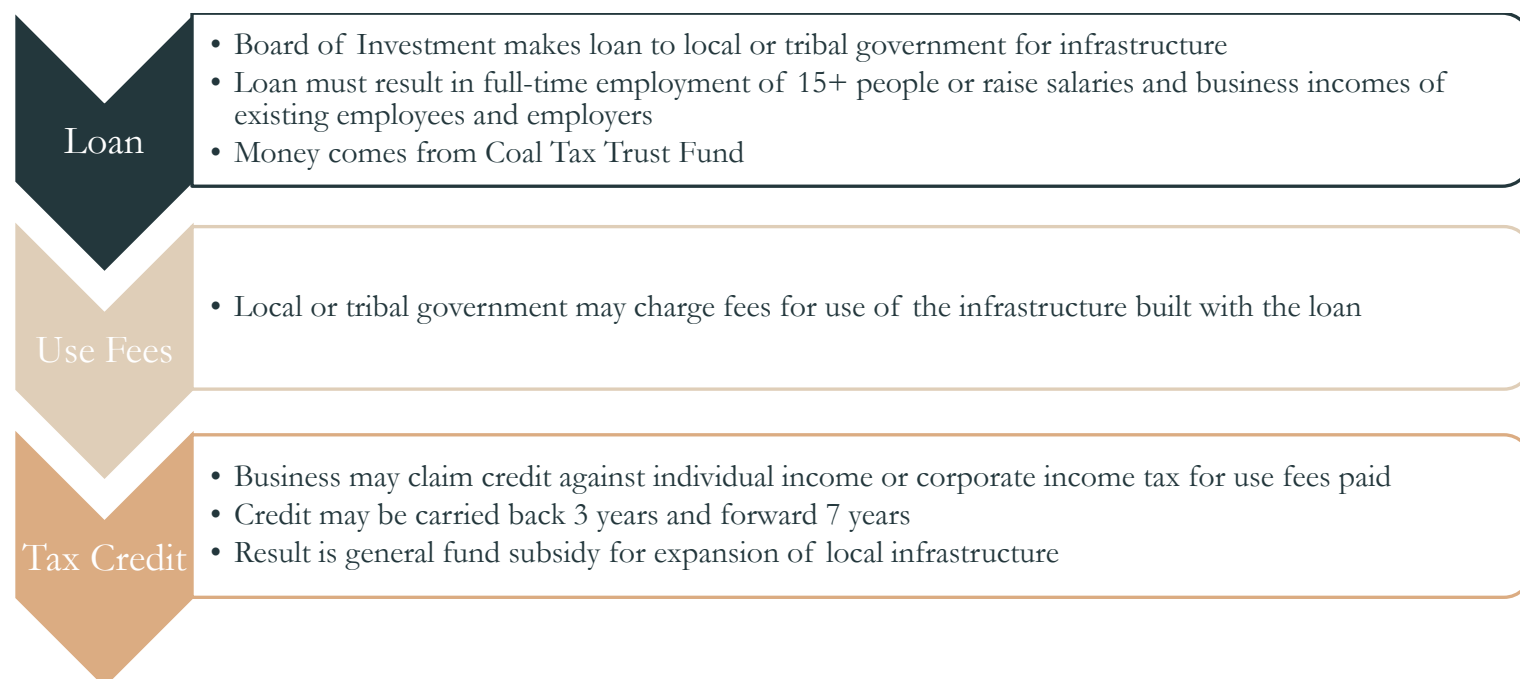 Loan
• Board of Investment makes loan to local or tribal government for infrastructure
• Loan must result in full-time employment of 15+ people or raise salaries and business incomes of
existing employees and employers
• Money comes from Coal Tax Trust Fund
Use Fees
• Local or tribal government may charge fees for use of the infrastructure built with the loan
Tax Credit
• Business may claim credit against individual income or corporate income tax for use fees paid
• Credit may be carried back 3 years and forward 7 years
• Result is general fund subsidy for expansion of local infrastructure